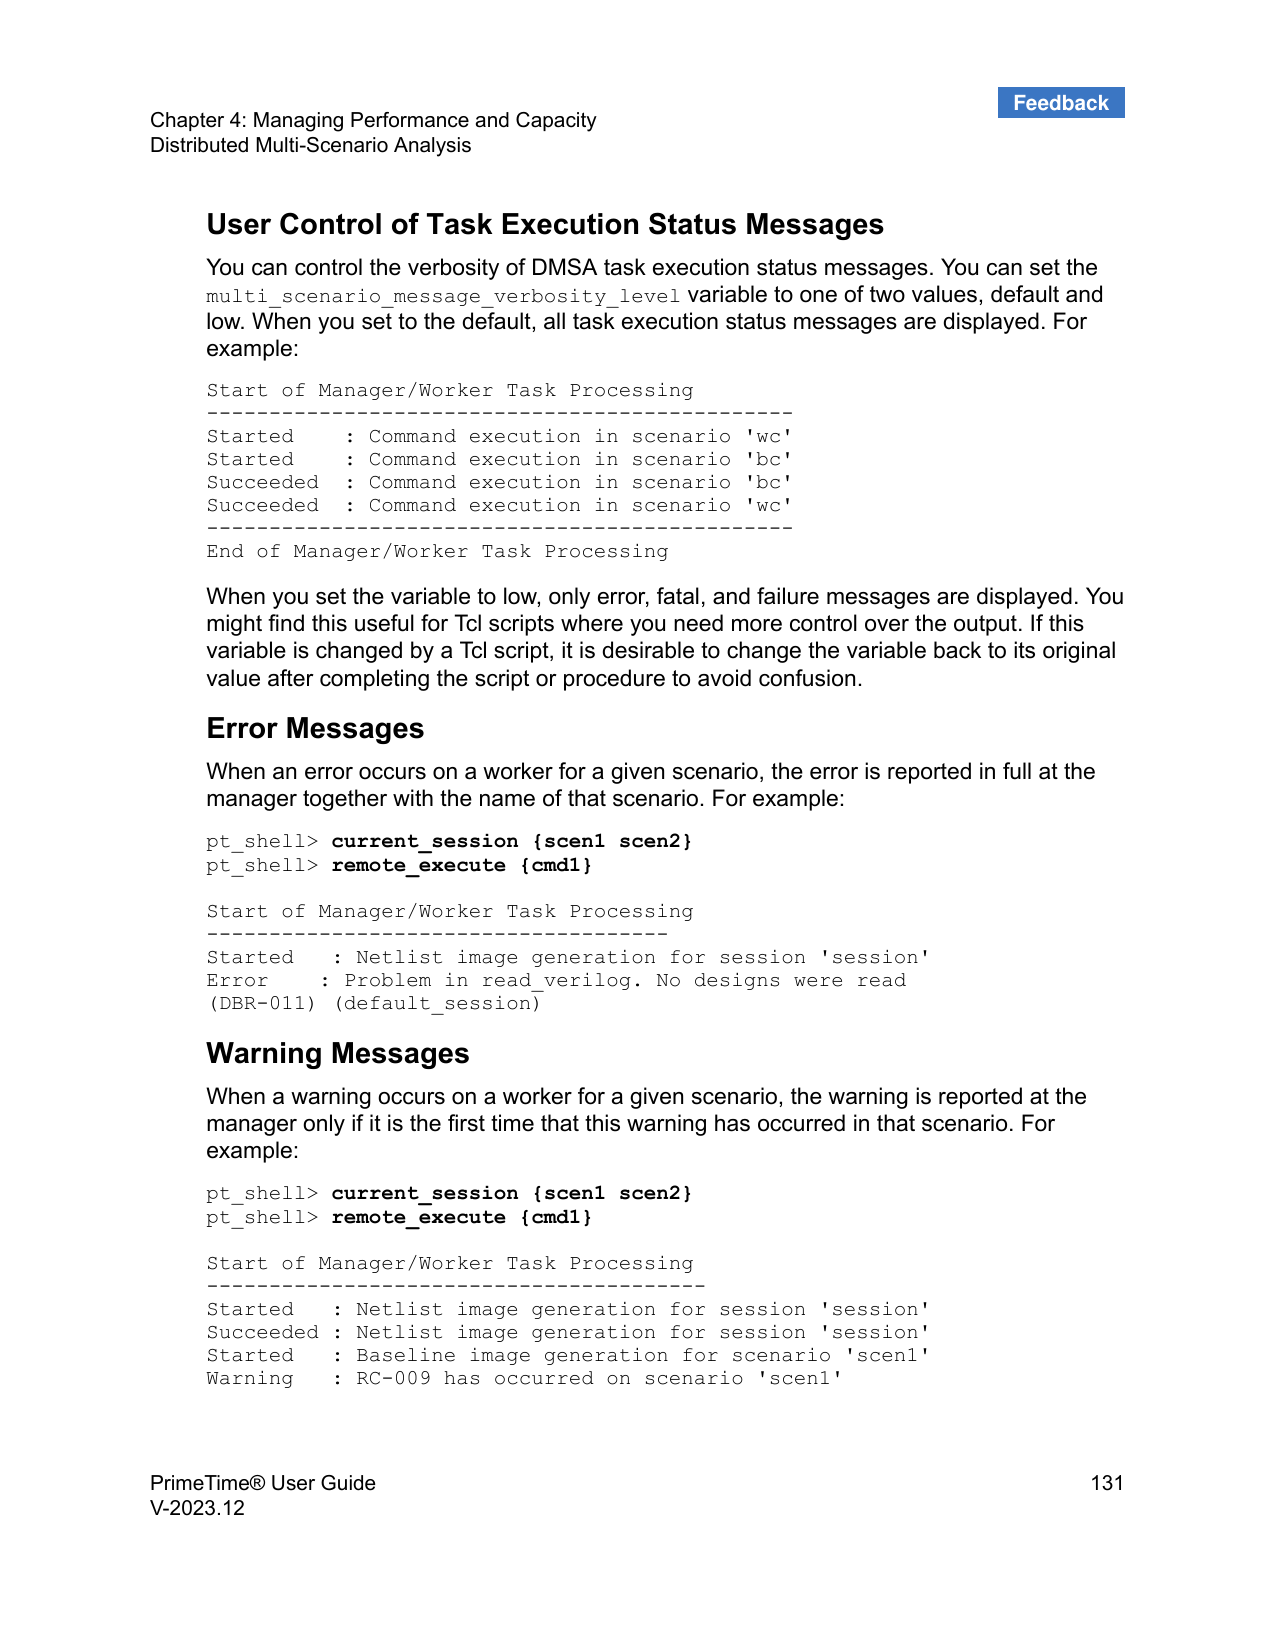 Feedback
Chapter 4: Managing Performance and Capacity
Distributed Multi-Scenario Analysis
User Control of Task Execution Status Messages
You can control the verbosity of DMSA task execution status messages. You can set the
multi_scenario_message_verbosity_level variable to one of two values, default and
low. When you set to the default, all task execution status messages are displayed. For
example:
Start of Manager/Worker Task Processing
-----------------------------------------------
Started    : Command execution in scenario 'wc'
Started    : Command execution in scenario 'bc'
Succeeded  : Command execution in scenario 'bc'
Succeeded  : Command execution in scenario 'wc'
-----------------------------------------------
End of Manager/Worker Task Processing
When you set the variable to low, only error, fatal, and failure messages are displayed. You
might find this useful for Tcl scripts where you need more control over the output. If this
variable is changed by a Tcl script, it is desirable to change the variable back to its original
value after completing the script or procedure to avoid confusion.
Error Messages
When an error occurs on a worker for a given scenario, the error is reported in full at the
manager together with the name of that scenario. For example:
pt_shell> current_session {scen1 scen2}
pt_shell> remote_execute {cmd1}
Start of Manager/Worker Task Processing
-------------------------------------
Started   : Netlist image generation for session 'session'
Error    : Problem in read_verilog. No designs were read
(DBR-011) (default_session)
Warning Messages
When a warning occurs on a worker for a given scenario, the warning is reported at the
manager only if it is the first time that this warning has occurred in that scenario. For
example:
pt_shell> current_session {scen1 scen2}
pt_shell> remote_execute {cmd1}
Start of Manager/Worker Task Processing
----------------------------------------
Started   : Netlist image generation for session 'session'
Succeeded : Netlist image generation for session 'session'
Started   : Baseline image generation for scenario 'scen1'
Warning   : RC-009 has occurred on scenario 'scen1'
PrimeTime® User Guide
131
V-2023.12